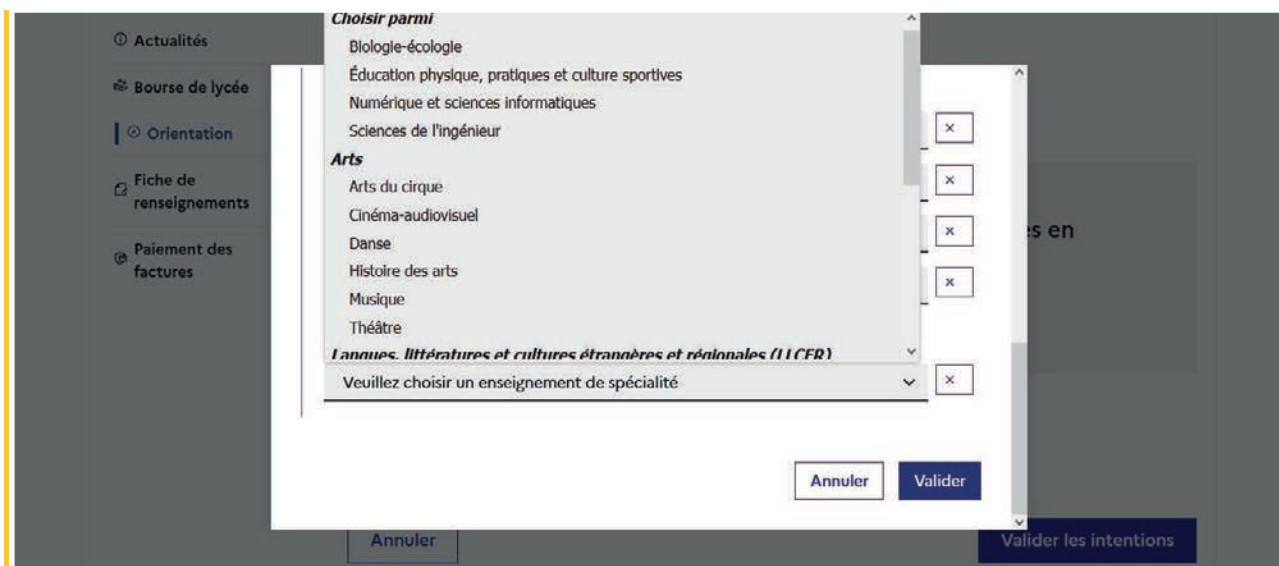 Actualités
Bourse de lycée
Orientation
Fiche de
renseignements
Paiement des
factures
Choisir parmi
Biologie-écologie
Éducation physique, pratiques et culture sportives
Numérique et sciences informatiques
Sciences de l'ingénieur
Arts
Arts du cirque
Cinéma-audiovisuel
Danse
Histoire des arts
Musique
Théâtre
Langues, littératures et cultures étrangères et régionales (LLCER)
Veuillez choisir un enseignement de spécialité
s en
Annuler
Valider
Annuler
Valider les intentions